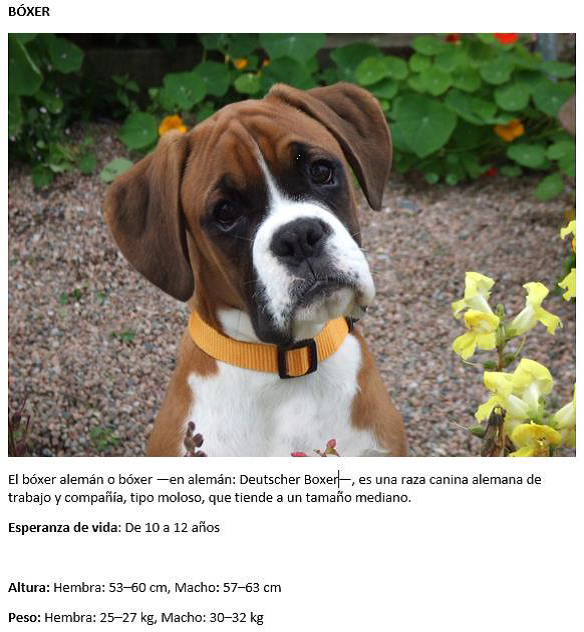 BÓXER
El bóxer alemán o bóxer —en alemán: Deutscher Boxer—, es una raza canina alemana de
trabajo y compañía, tipo moloso, que tiende a un tamaño mediano.
Esperanza de vida: De 10 a 12 años
Altura: Hembra: 53–60 cm, Macho: 57–63 cm
Peso: Hembra: 25–27 kg, Macho: 30–32 kg